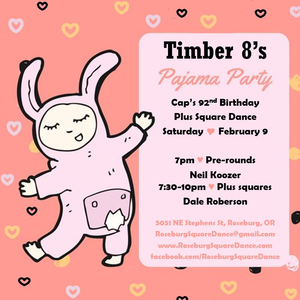 Timber 8's
Pajama Party
Cap's 92nd Birthday
Plus Square Dance
Saturday ♥ February 9
7pm ♥ Pre-rounds
Neil Koozer
7:30-10pm ♥ Plus squares
Dale Roberson
5051 NE Stephens St, Roseburg, OR
RoseburgSquareDance@gmail.com
www.RoseburgSquareDance.com
facebook.com/RoseburgSquareDance